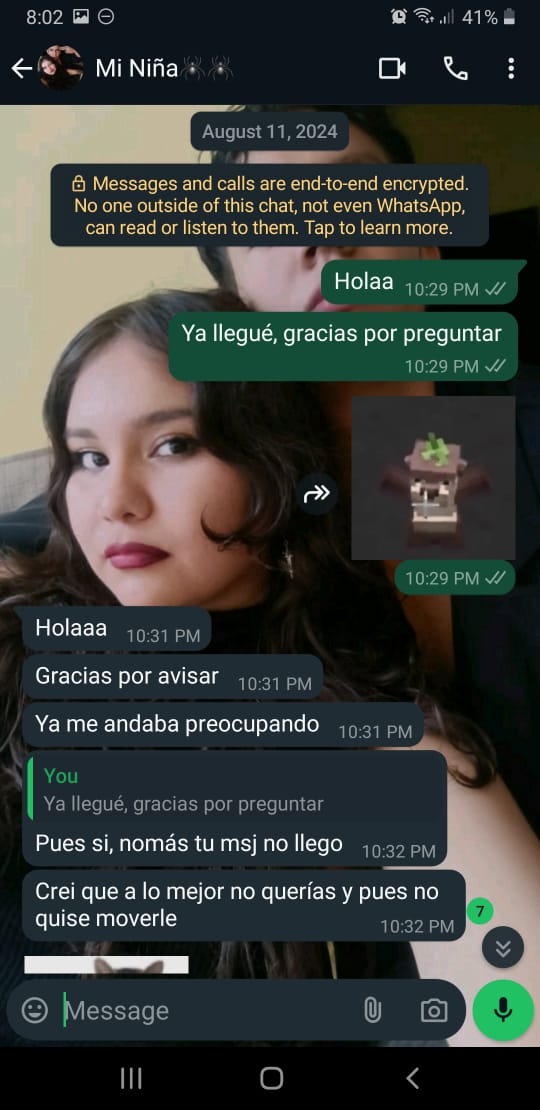 8:02
41%
Mi Niña🕷️🕷️
August 11, 2024
Messages and calls are end-to-end encrypted.
No one outside of this chat, not even WhatsApp,
can read or listen to them. Tap to learn more.
Holaa 10:29 PM
Ya llegué, gracias por preguntar
10:29 PM
10:29 PM
Holaaa 10:31 PM
Gracias por avisar 10:31 PM
Ya me andaba preocupando 10:31 PM
You
Ya llegué, gracias por preguntar
Pues si, nomás tu msj no llego 10:32 PM
Crei que a lo mejor no querías y pues no
quise moverle 10:32 PM
7
Message